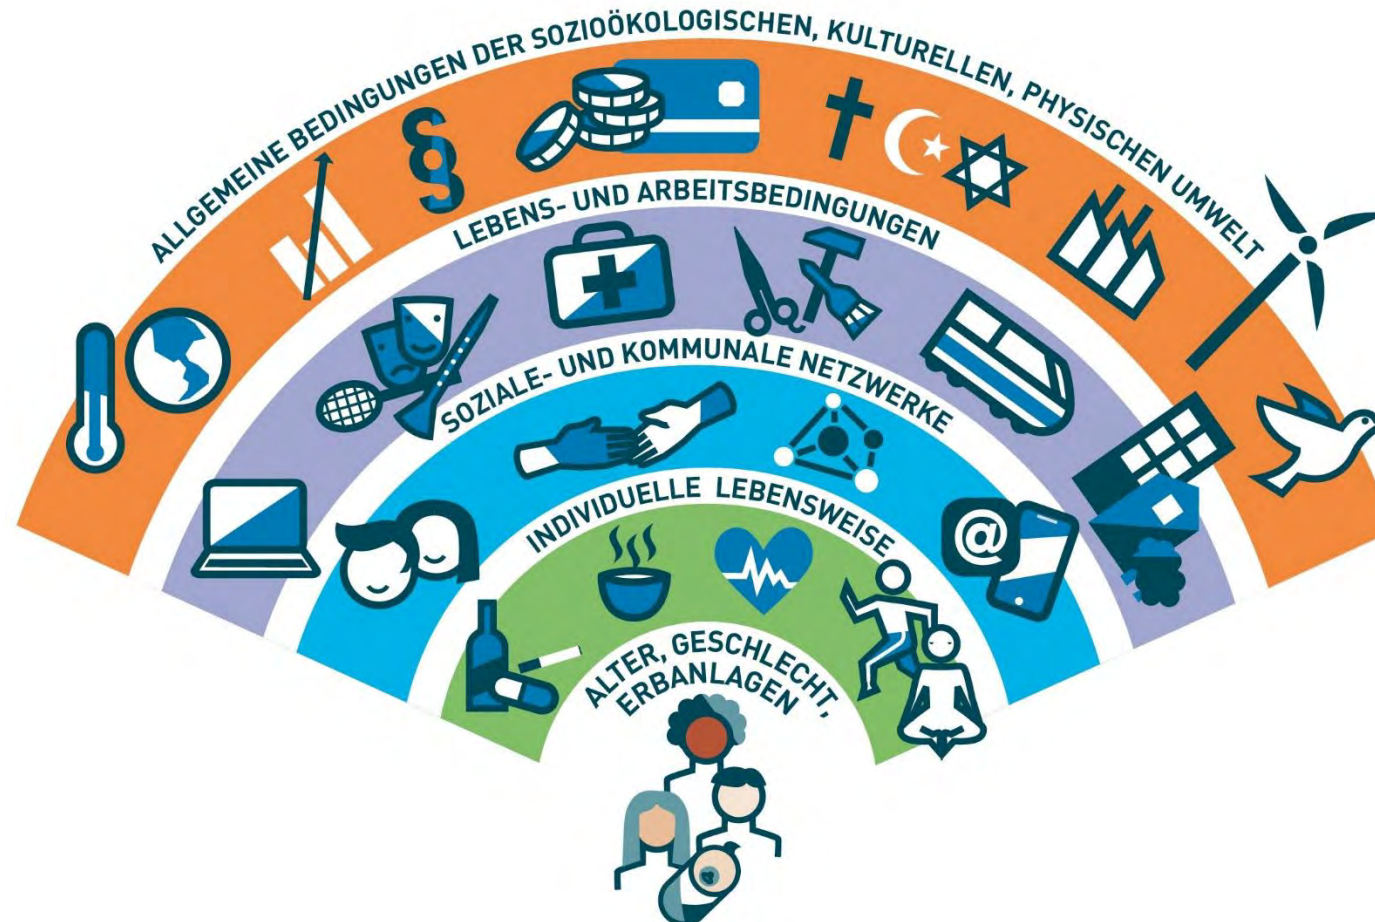 ALLGEMEINE BEDINGUNGEN DER SOZIOÖKOLOGISCHEN, KULTURELLEN, PHYSISCHEN UMWELT
§
LEBENS- UND ARBEITSBEDINGUNGEN
SOZIALE- UND KOMMUNALE NETZWERKE
INDIVIDUELLE LEBENSWEISE
@
ALTER, GESCHLECHT,
ERBANLAGEN